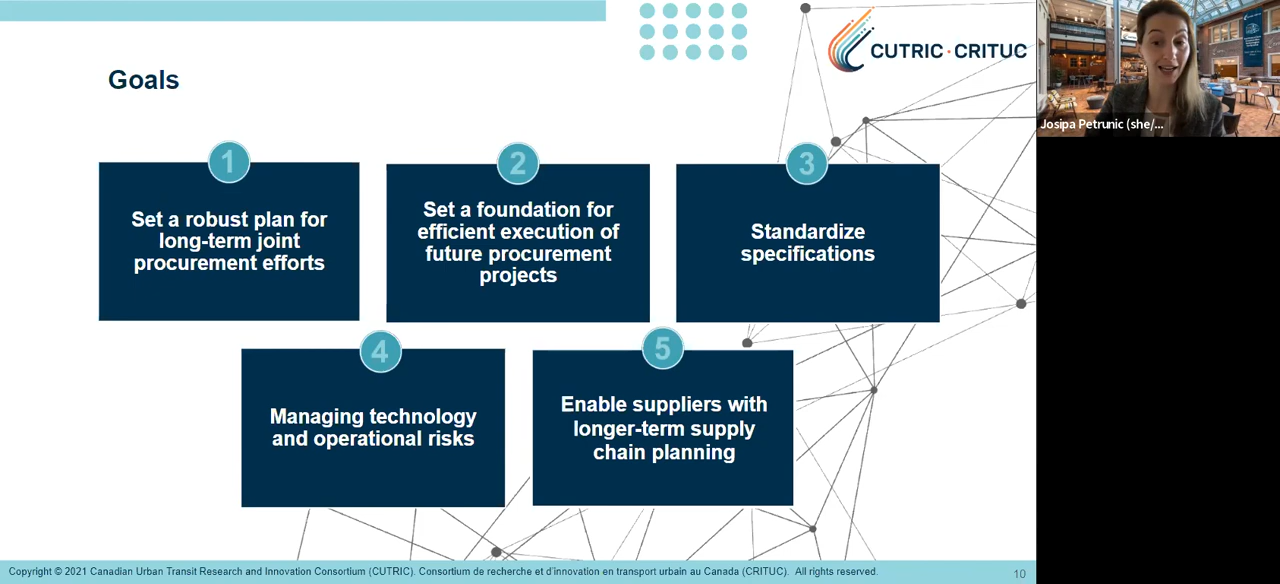 CUTRIC · CRITUC
Goals
1
Set a robust plan for
long-term joint
procurement efforts
2
Set a foundation for
efficient execution of
future procurement
projects
3
Standardize
specifications
4
Managing technology
and operational risks
5
Enable suppliers with
longer-term supply
chain planning
Josipa Petrunic (she/...
Copyright © 2021 Canadian Urban Transit Research and Innovation Consortium (CUTRIC). Consortium de recherche et d'innovation en transport urbain au Canada (CRITUC). All rights reserved.
10